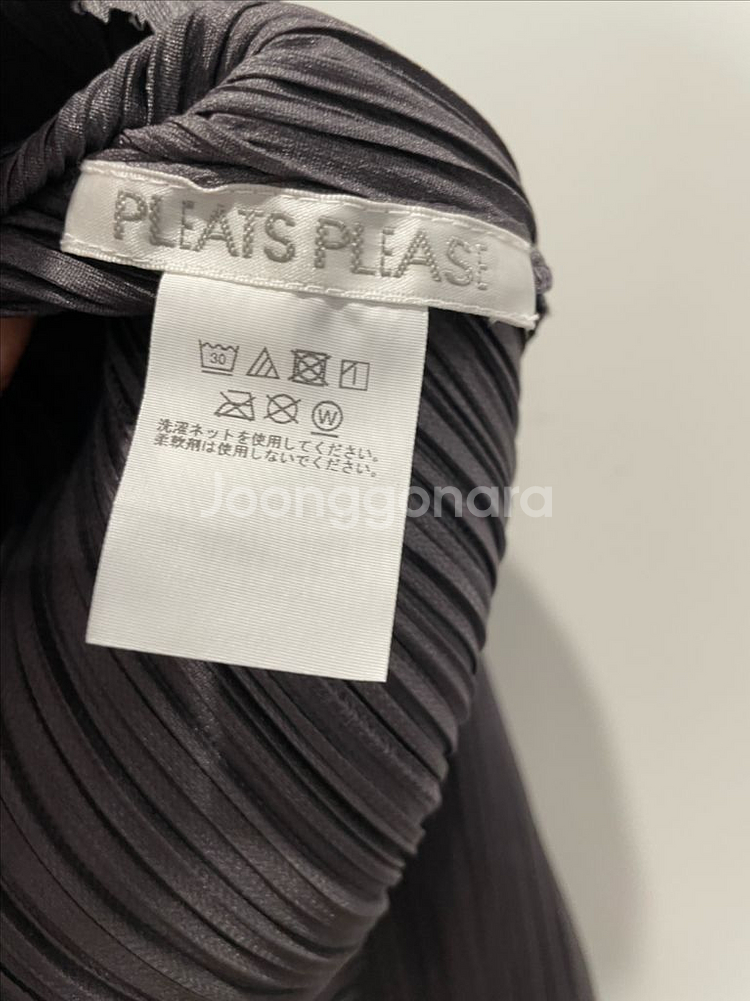 PLEATS PLEASE
30
W
洗濯ネットを使用してください。
柔軟剤は使用しないでください。
Joonggonara